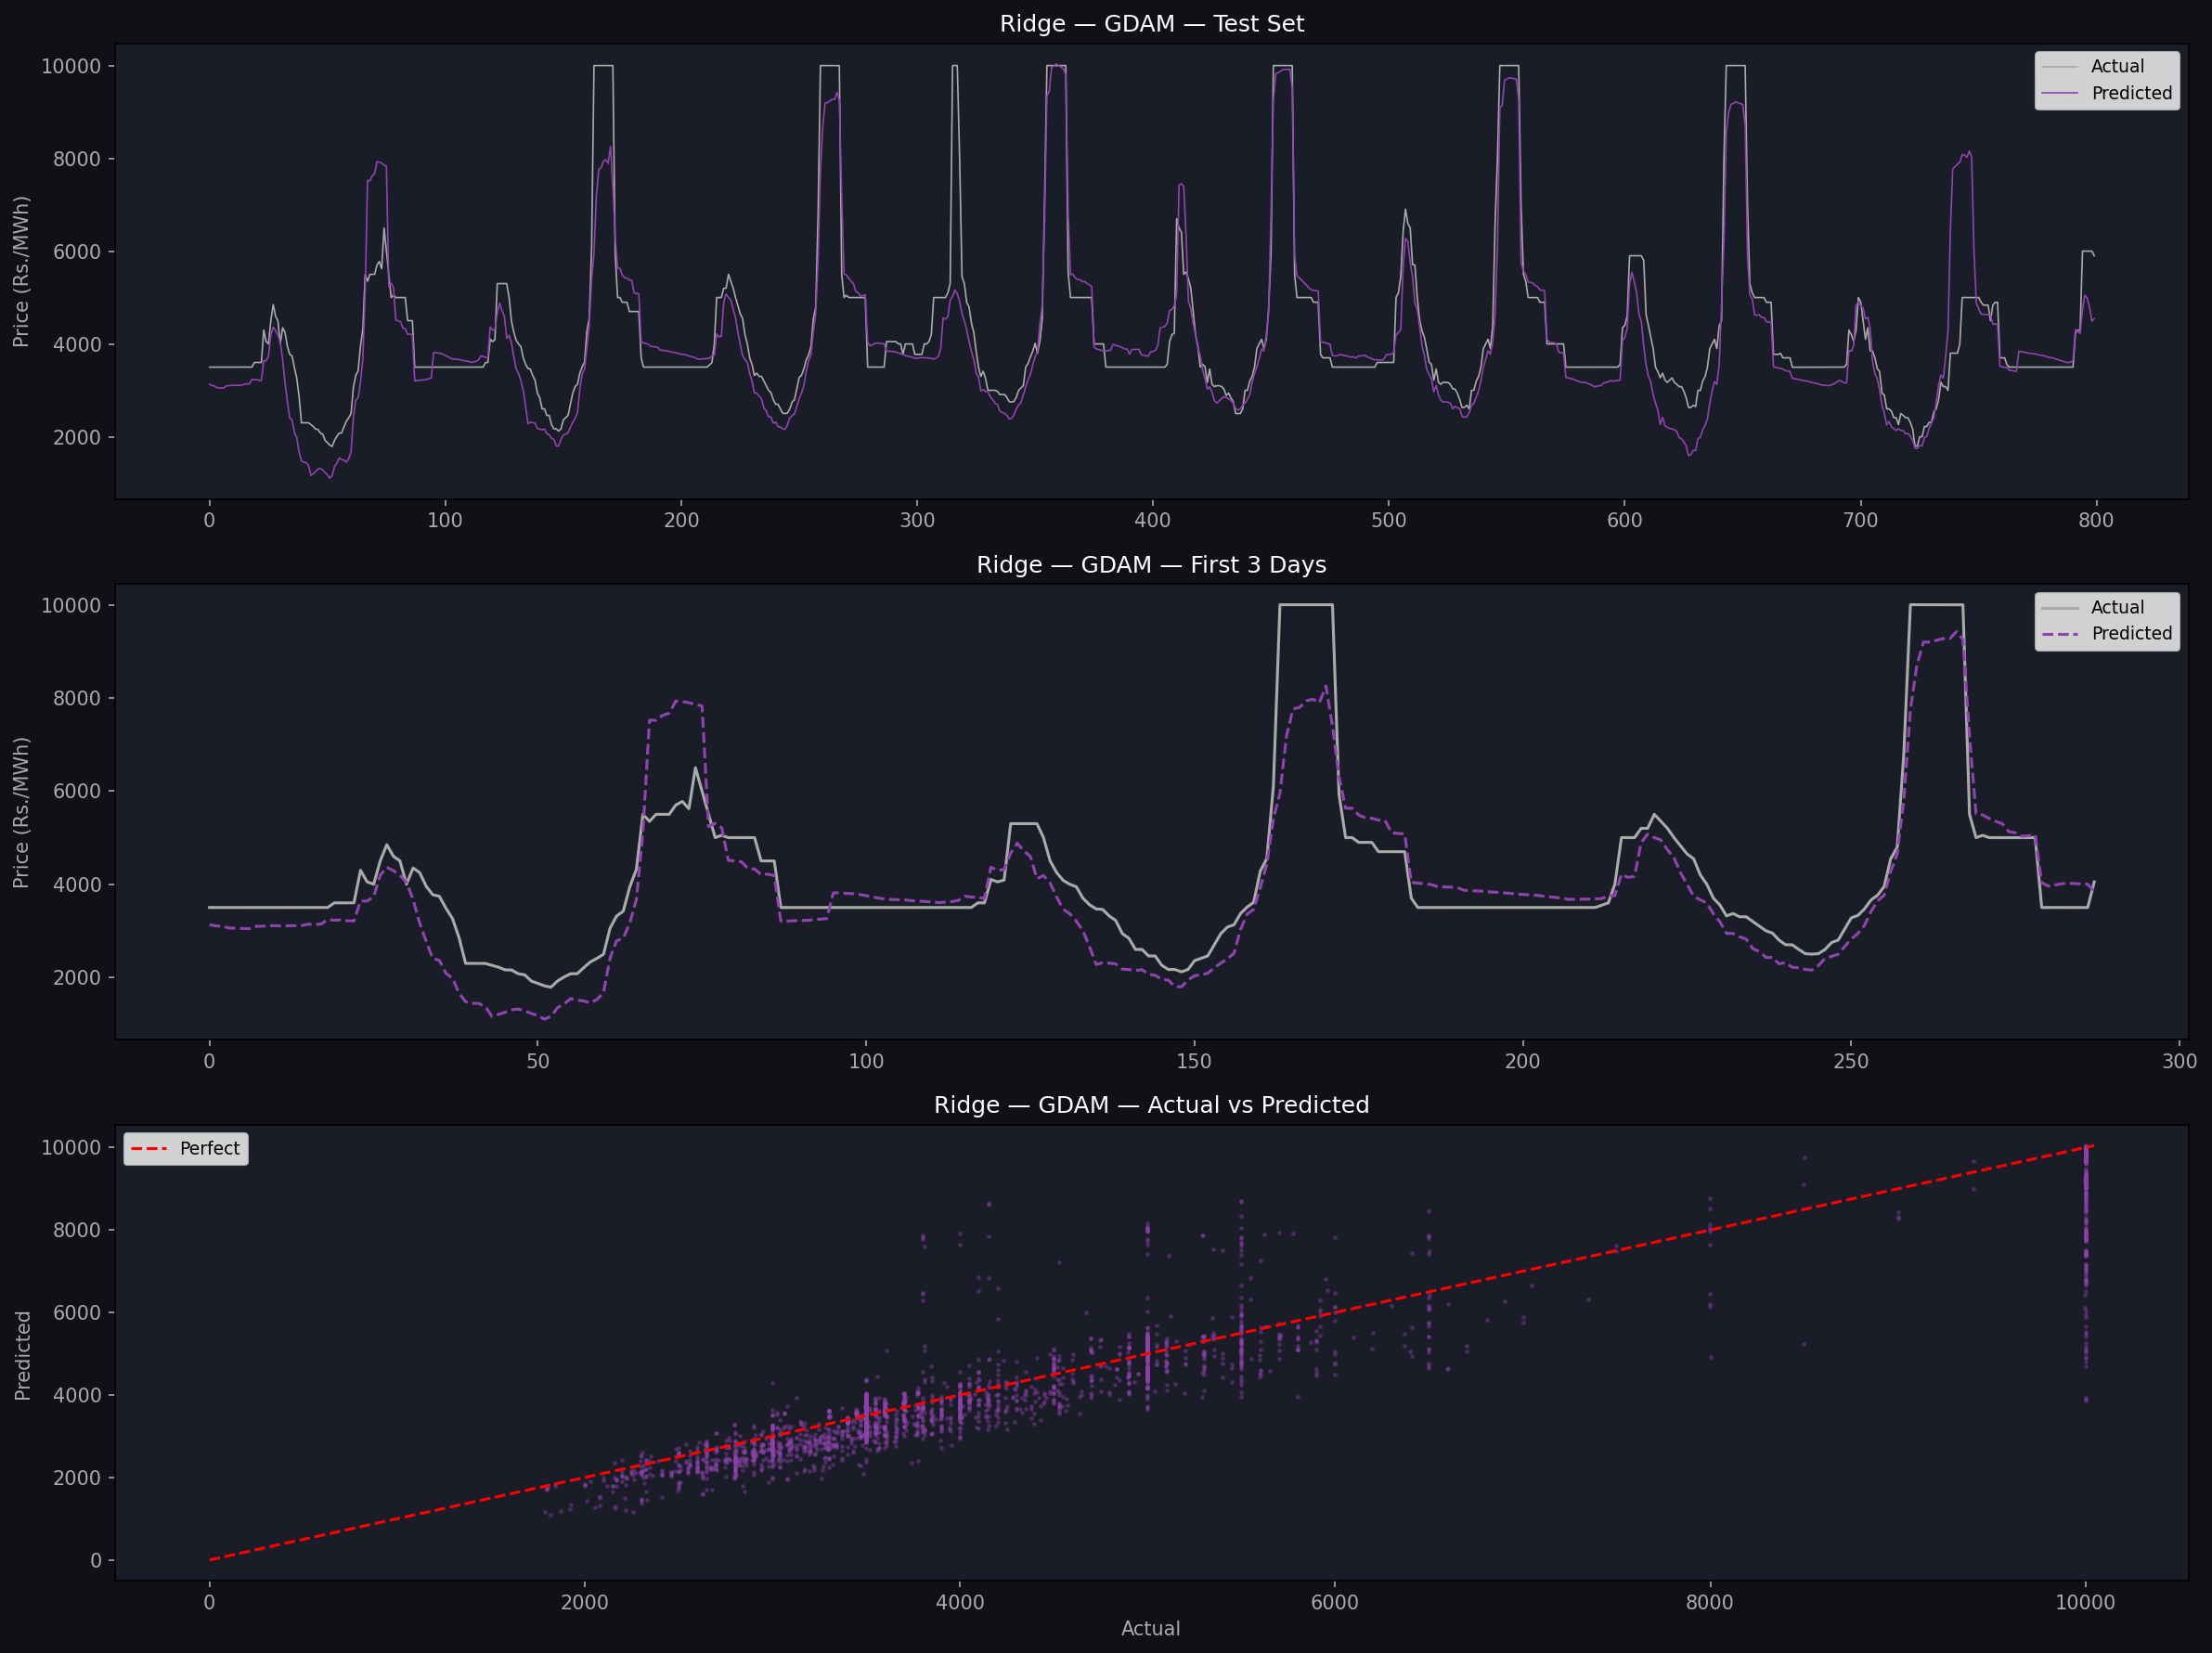 Ridge — GDAM — Test Set
Price (Rs./MWh)
10000
8000
6000
4000
2000
Actual
Predicted
0 100 200 300 400 500 600 700 800
Ridge — GDAM — First 3 Days
Price (Rs./MWh)
10000
8000
6000
4000
2000
Actual
Predicted
0 50 100 150 200 250 300
Ridge — GDAM — Actual vs Predicted
Predicted
10000
8000
6000
4000
2000
0
Perfect
0 2000 4000 6000 8000 10000
Actual